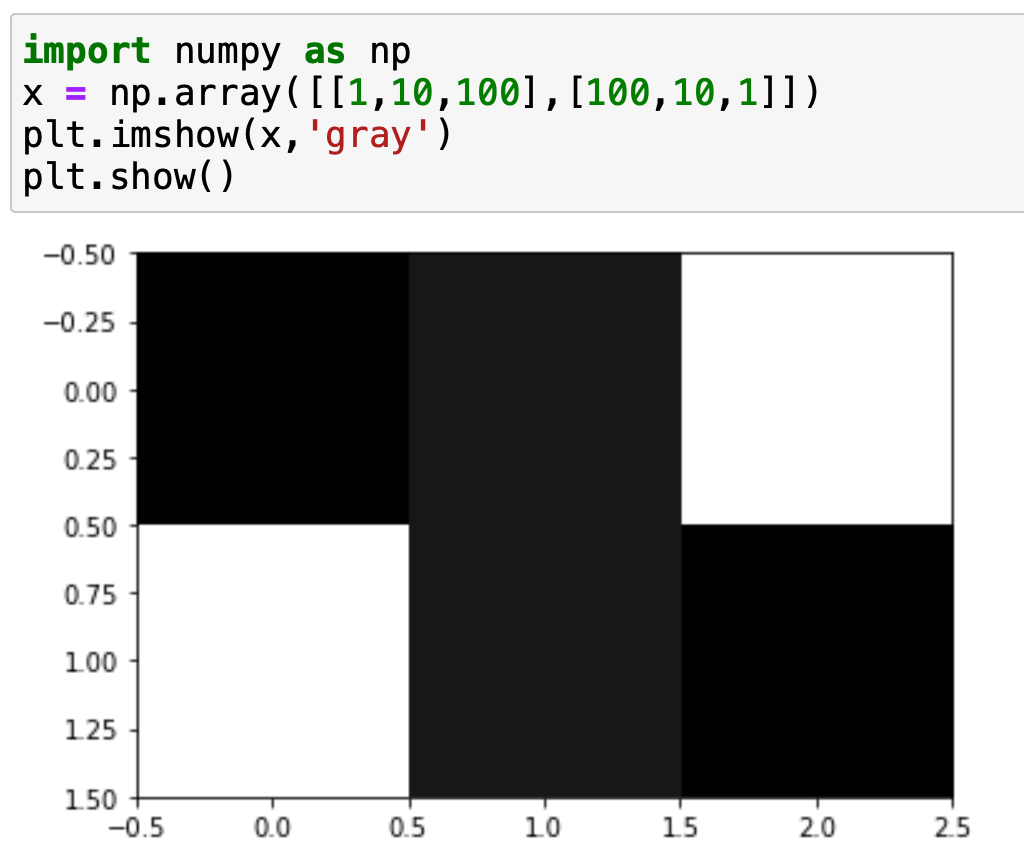 import numpy as np
x = np.array([[1,10,100],[100,10,1]])
plt.imshow(x,'gray')
plt.show()
−0.50
−0.25
0.00
0.25
0.50
0.75
1.00
1.25
1.50
−0.5 0.0 0.5 1.0 1.5 2.0 2.5